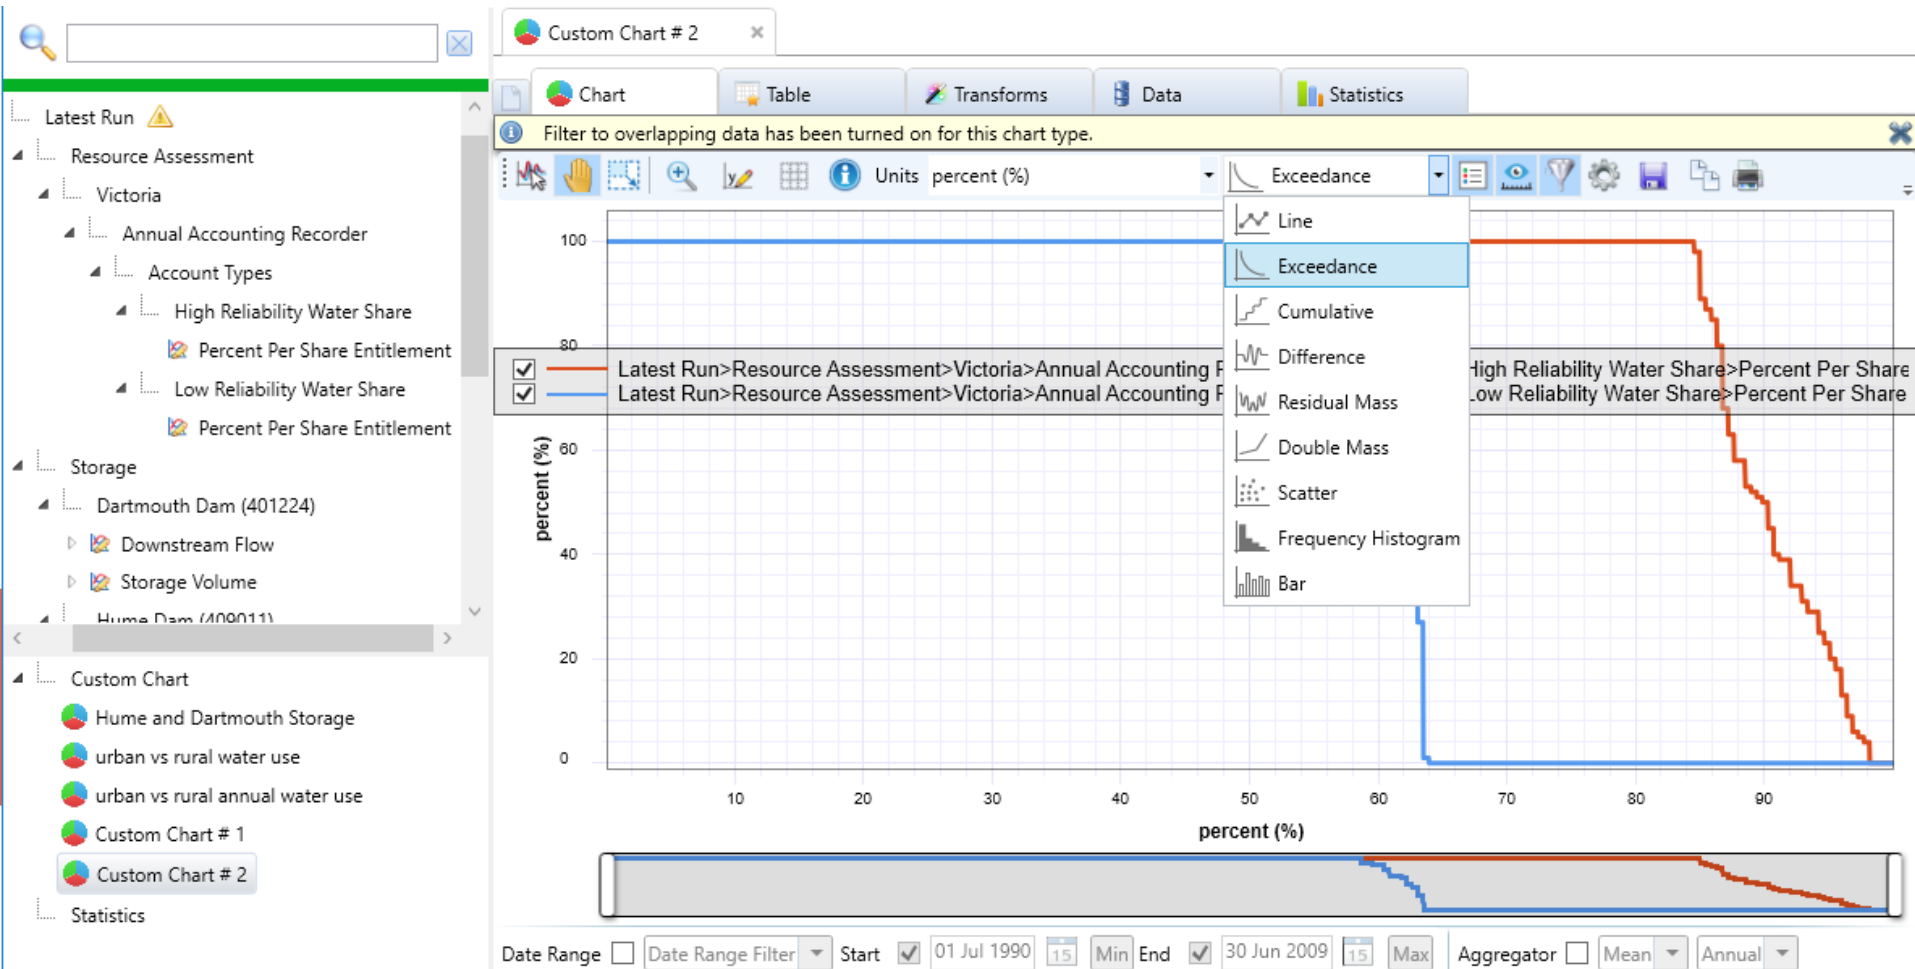 Custom Chart # 2
Chart
Table
Transforms
Data
Statistics
Filter to overlapping data has been turned on for this chart type.
Units percent (%)
Exceedance
Line
Exceedance
Cumulative
Difference
Residual Mass
Double Mass
Scatter
Frequency Histogram
Bar
Latest Run
Resource Assessment
Victoria
Annual Accounting Recorder
Account Types
High Reliability Water Share
Percent Per Share Entitlement
Low Reliability Water Share
Percent Per Share Entitlement
Storage
Dartmouth Dam (401224)
Downstream Flow
Storage Volume
Hume Dam (409011)
Custom Chart
Hume and Dartmouth Storage
urban vs rural water use
urban vs rural annual water use
Custom Chart # 1
Custom Chart # 2
Statistics
100
80
Latest Run>Resource Assessment>Victoria>Annual Accounting High Reliability Water Share>Percent Per Share
Latest Run>Resource Assessment>Victoria>Annual Accounting Low Reliability Water Share>Percent Per Share
60
40
20
0
percent (%)
10 20 30 40 50 60 70 80 90
percent (%)
Date Range Date Range Filter Start 01 Jul 1990 15 Min End 30 Jun 2009 15 Max Aggregator Mean Annual